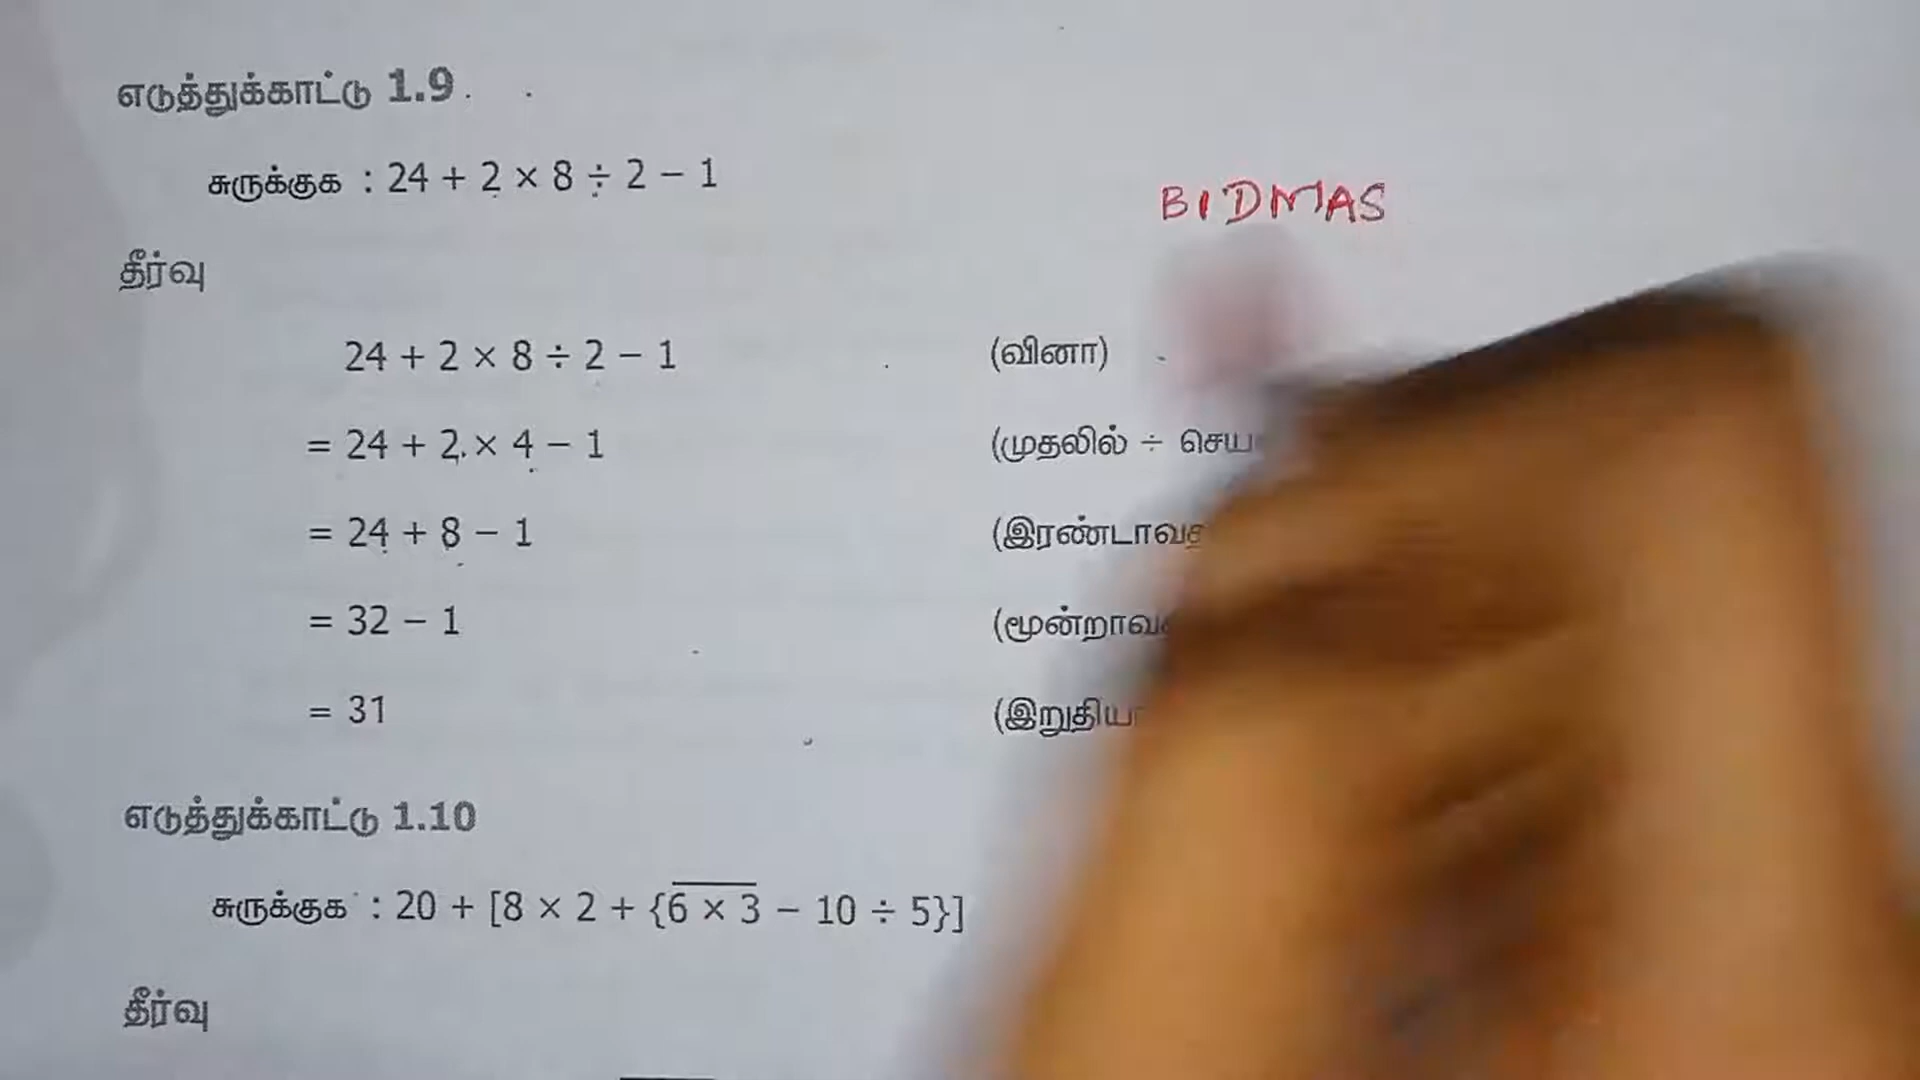 எடுத்துக்காட்டு 1.9
சுருக்குக : 24 + 2 × 8 ÷ 2 − 1
BIDMAS
தீர்வு
24 + 2 × 8 ÷ 2 − 1 (வினா)
= 24 + 2 × 4 − 1 (முதலில் ÷
= 24 + 8 − 1
= 32 − 1
= 31
எடுத்துக்காட்டு 1.10
சுருக்குக : 20 + [8 × 2 + {6̅ ×̅ 3̅ − 10 ÷ 5}]
தீர்வு